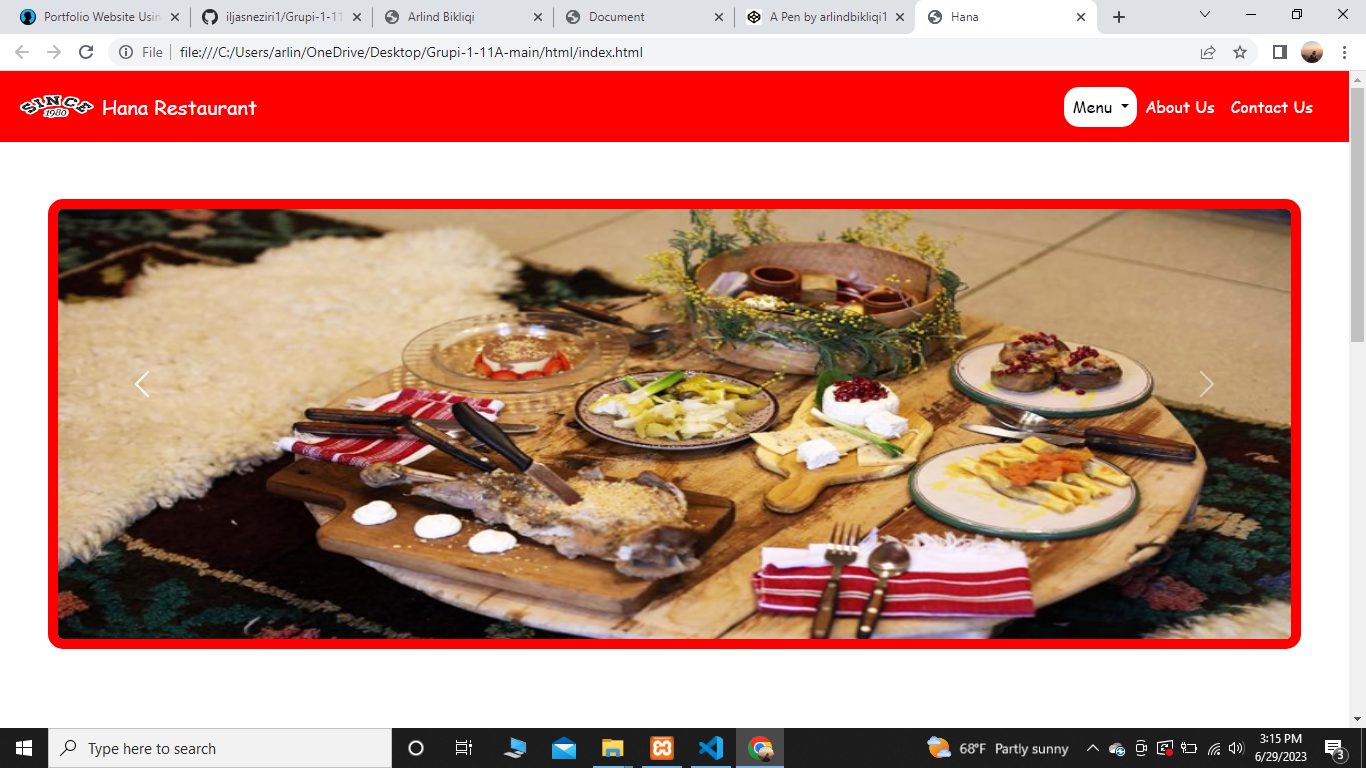 Portfolio Website Usin
iljasneziri1/Grupi-1-11
Arlind Bikliqi
Document
A Pen by arlindbikliqi1
Hana
File
file:///C:/Users/arlin/OneDrive/Desktop/Grupi-1-11A-main/html/index.html
SINCE
1980
Hana Restaurant
Menu
About Us
Contact Us
Type here to search
68°F Partly sunny
3:15 PM
6/29/2023
3